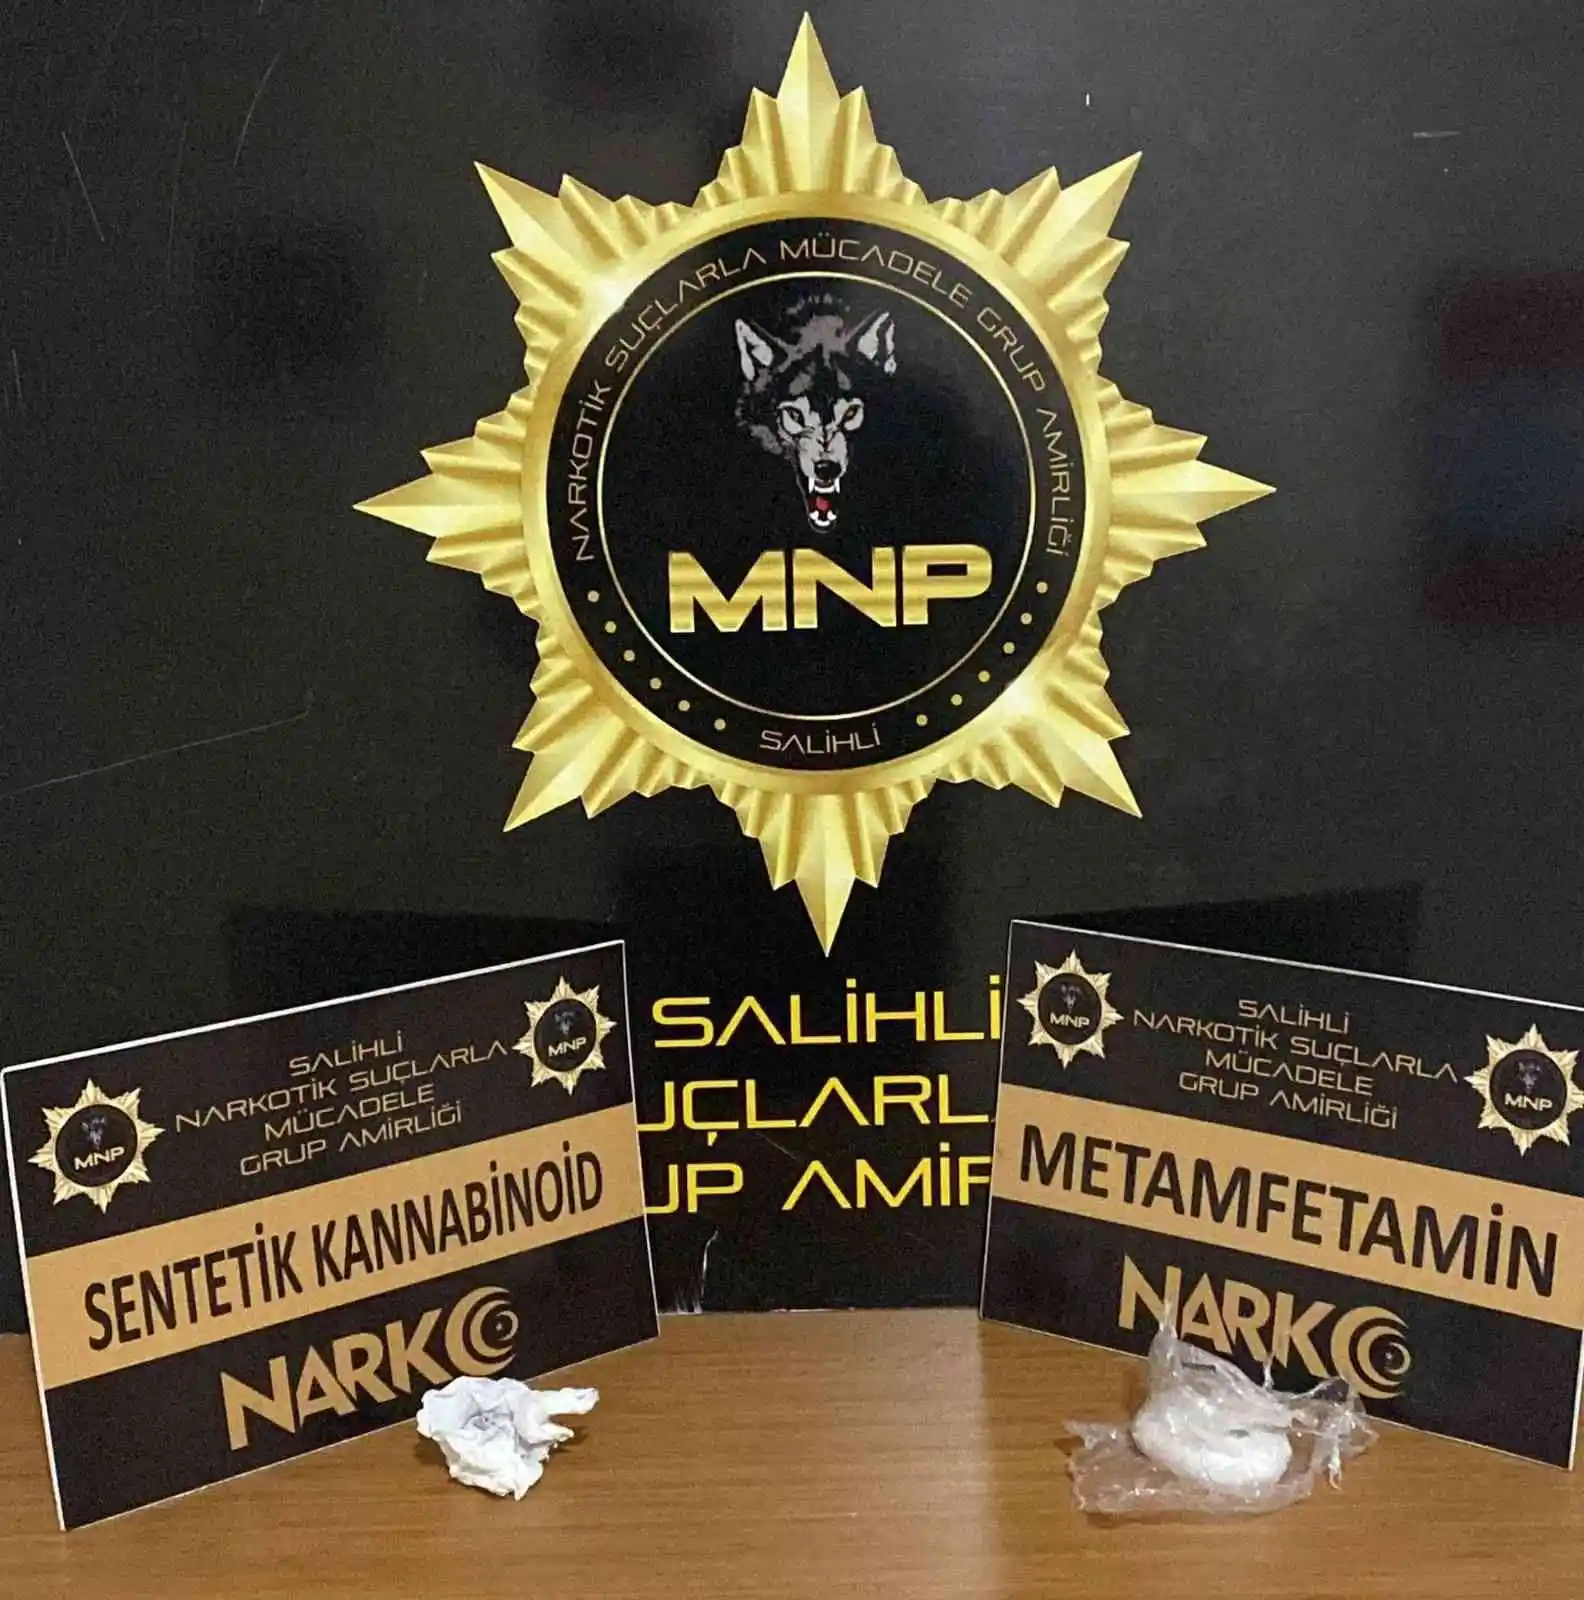 NARKOTİK SUÇLARLA MÜCADELE GRUP AMİRLİĞİ
MNP
SALİHLİ
SALİHLİ
UÇLARL
UP AMİR
MNP
MNP
SALİHLİ
NARKOTİK SUÇLARLA
MÜCADELE
GRUP AMİRLİĞİ
SENTETİK KANNABİNOİD
NARKO
MNP
MNP
SALİHLİ
NARKOTİK SUÇLARLA
MÜCADELE
GRUP AMİRLİĞİ
METAMFETAMİN
NARKO